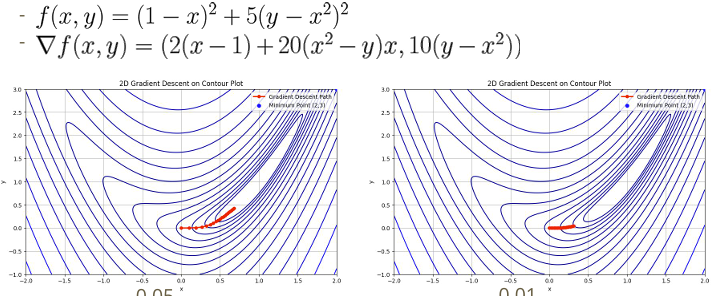 - f(x, y) = (1 − x)² + 5(y − x²)²
- ∇f(x, y) = (2(x − 1) + 20(x² − y)x, 10(y − x²))
2D Gradient Descent on Contour Plot 2D Gradient Descent on Contour Plot
Gradient Descent Path Gradient Descent Path
Minimum Point (2,3) Minimum Point (2,3)
3.0 3.0
2.5 2.5
2.0 2.0
1.5 1.5
1.0 1.0
y y
0.5 0.5
0.0 0.0
−0.5 −0.5
−1.0 −1.0
−2.0 −1.5 −1.0 −0.5 0.0 0.5 1.0 1.5 2.0 −2.0 −1.5 −1.0 −0.5 0.0 0.5 1.0 1.5 2.0
x x
0.05 0.01